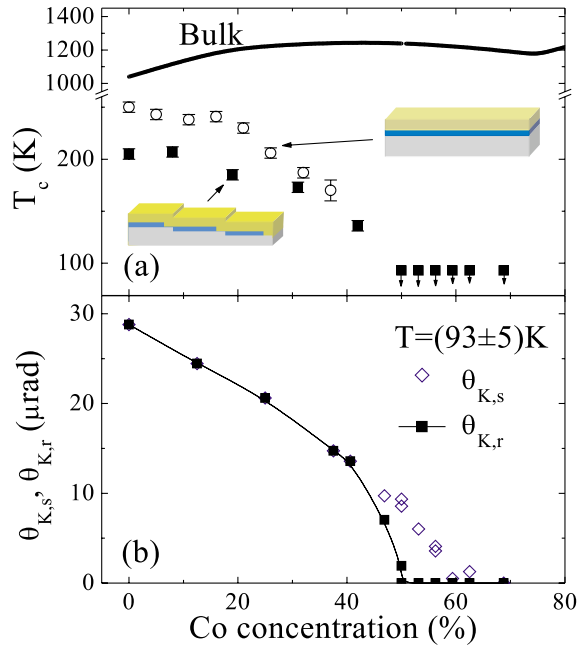 1400
Bulk
1200
1000
T_c (K)
200
100
(a)
30
T=(93±5)K
θ_K,s
θ_K,r
θ_K,s, θ_K,r (μrad)
20
10
(b)
0
0 20 40 60 80
Co concentration (%)